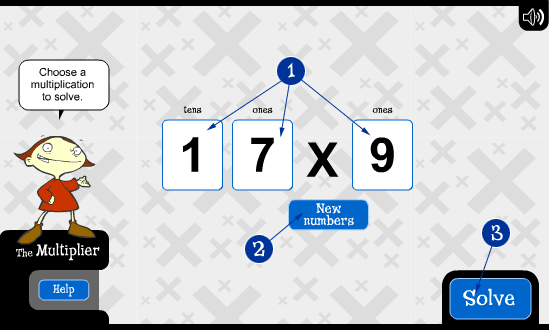 Choose a
multiplication
to solve.
1
tens ones ones
1 7 x 9
New
numbers
2
3
The Multiplier
Help
Solve